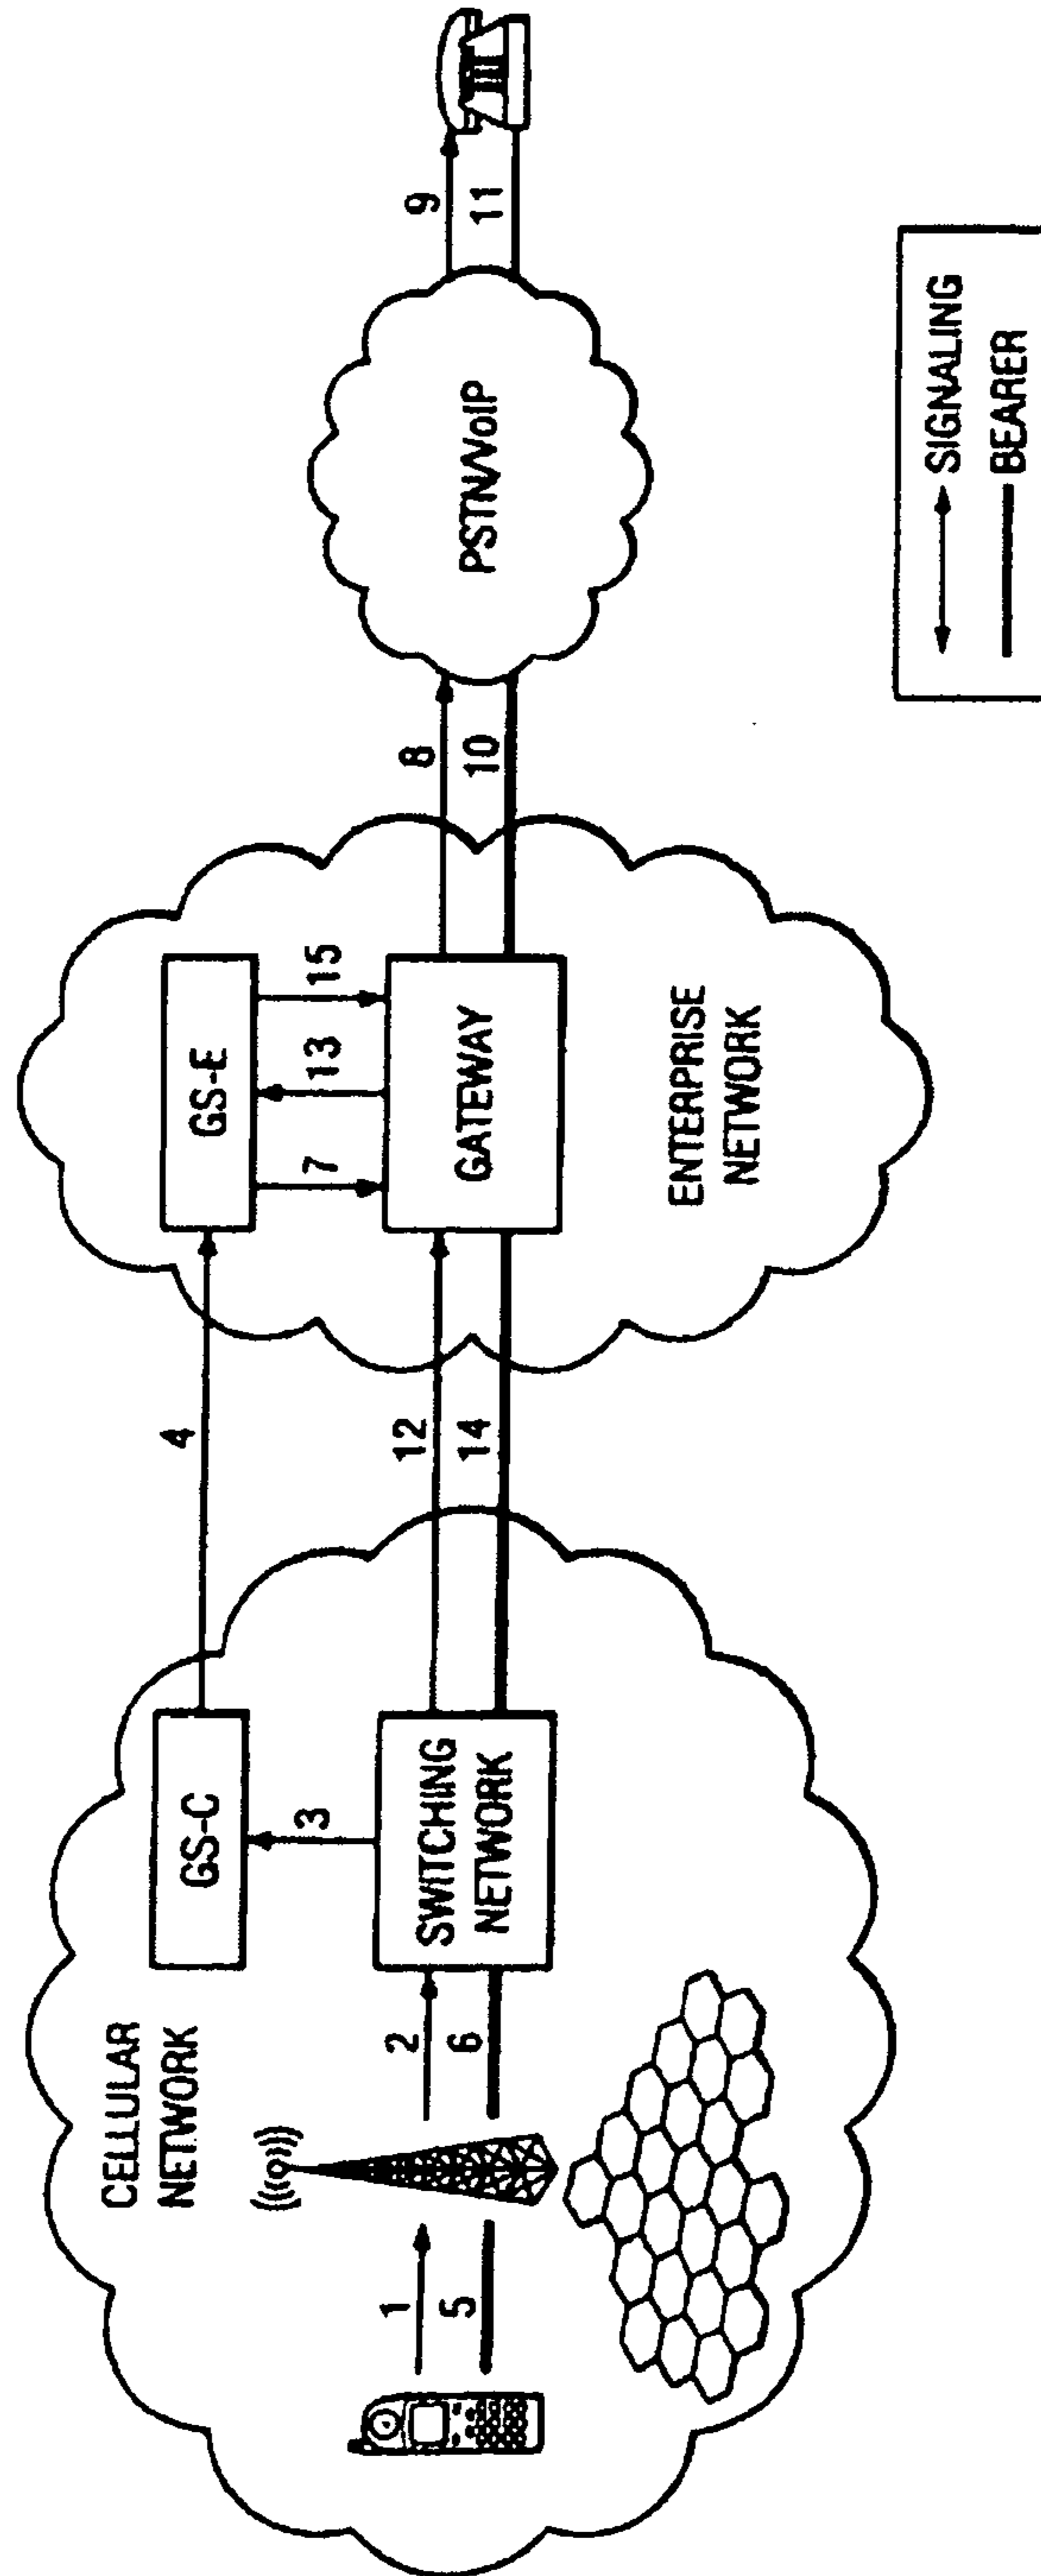 CELLULAR
NETWORK
GS-C
3
SWITCHING
NETWORK
1
5
2
6
4
12
14
GS-E
7
13
15
GATEWAY
ENTERPRISE
NETWORK
8
10
PSTN/VoIP
9
11
SIGNALING
BEARER